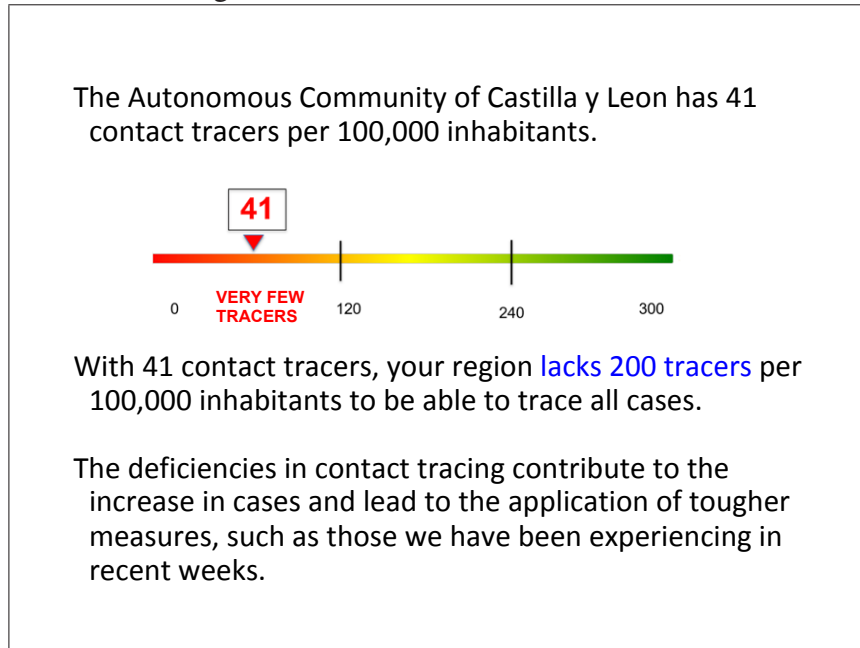 The Autonomous Community of Castilla y Leon has 41
contact tracers per 100,000 inhabitants.
41
VERY FEW
TRACERS
0
120
240
300
With 41 contact tracers, your region lacks 200 tracers per
100,000 inhabitants to be able to trace all cases.
The deficiencies in contact tracing contribute to the
increase in cases and lead to the application of tougher
measures, such as those we have been experiencing in
recent weeks.